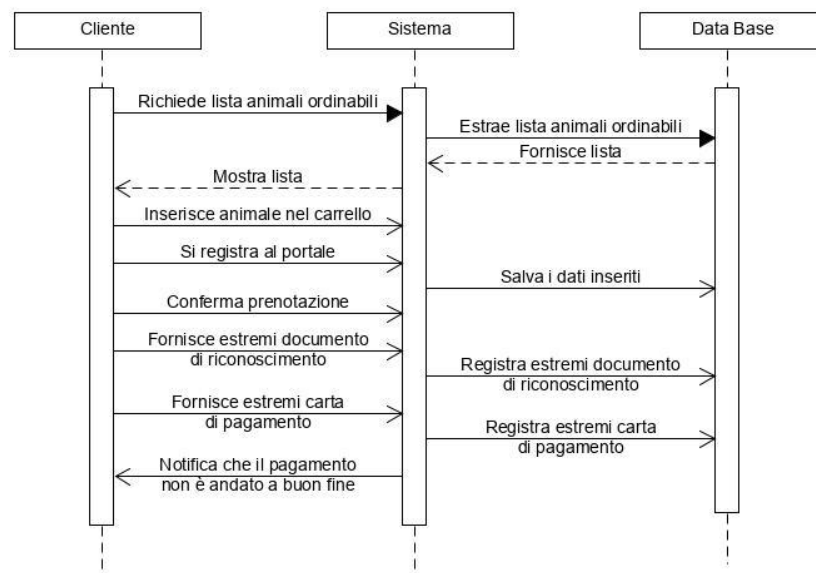 Cliente
Sistema
Data Base
Richiede lista animali ordinabili
Estrae lista animali ordinabili
Fornisce lista
Mostra lista
Inserisce animale nel carrello
Si registra al portale
Salva i dati inseriti
Conferma prenotazione
Fornisce estremi documento
di riconoscimento
Registra estremi documento
di riconoscimento
Fornisce estremi carta
di pagamento
Registra estremi carta
di pagamento
Notifica che il pagamento
non è andato a buon fine